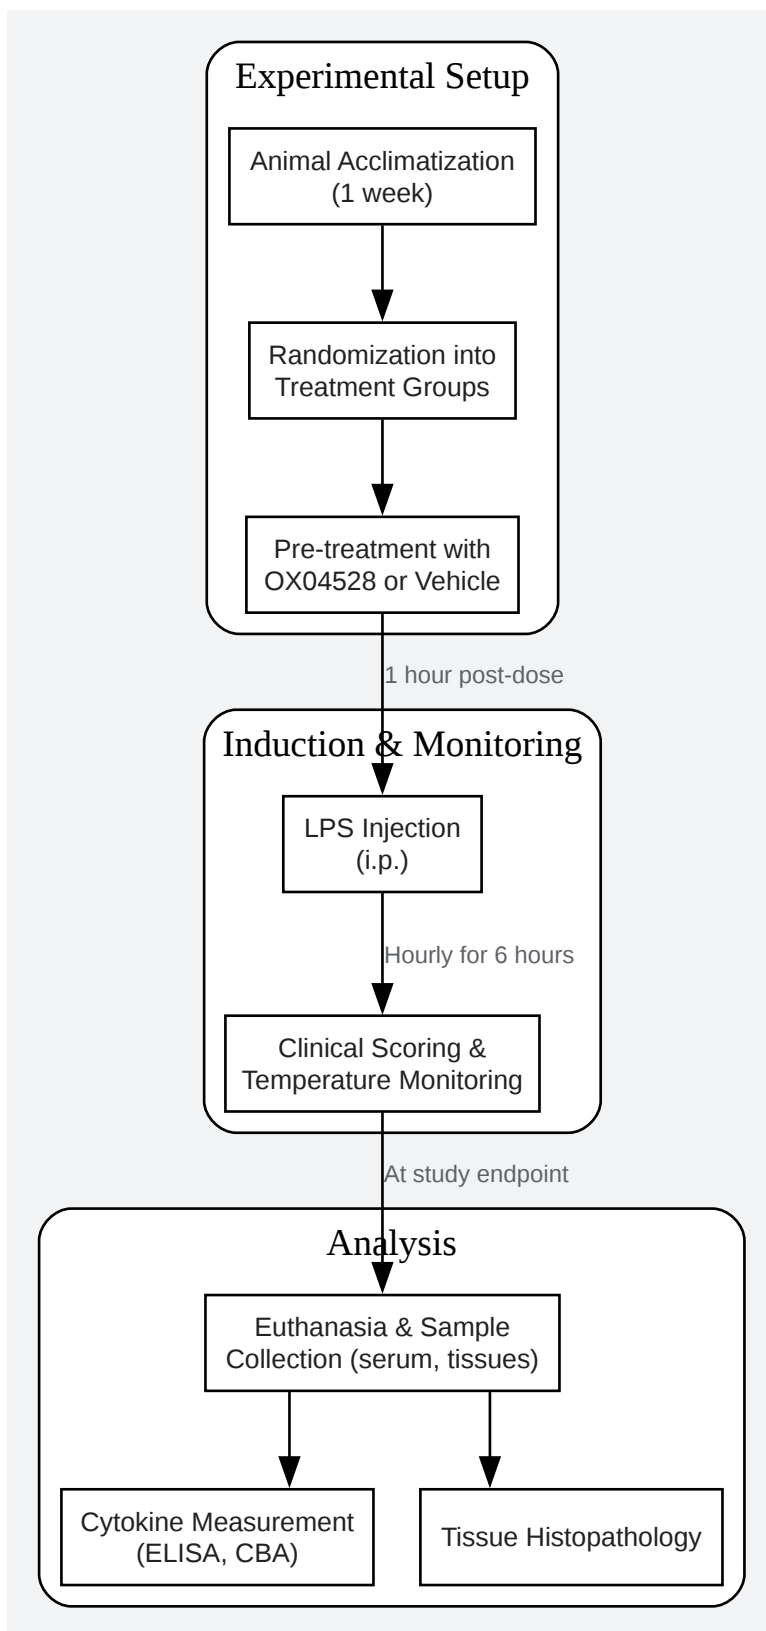 Experimental Setup
Animal Acclimatization
(1 week)
Randomization into
Treatment Groups
Pre-treatment with
OX04528 or Vehicle
1 hour post-dose
Induction & Monitoring
LPS Injection
(i.p.)
Hourly for 6 hours
Clinical Scoring &
Temperature Monitoring
At study endpoint
Analysis
Euthanasia & Sample
Collection (serum, tissues)
Cytokine Measurement
(ELISA, CBA)
Tissue Histopathology